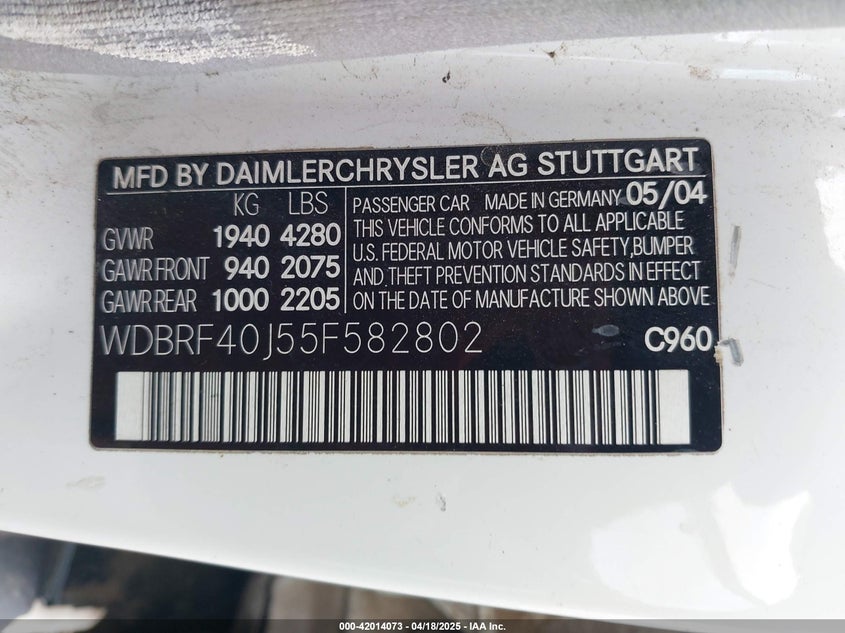 MFD BY DAIMLERCHRYSLER AG STUTTGART
KG LBS
GVWR 1940 4280
GAWR FRONT 940 2075
GAWR REAR 1000 2205
PASSENGER CAR MADE IN GERMANY 05/04
THIS VEHICLE CONFORMS TO ALL APPLICABLE
U.S. FEDERAL MOTOR VEHICLE SAFETY,BUMPER
AND THEFT PREVENTION STANDARDS IN EFFECT
ON THE DATE OF MANUFACTURE SHOWN ABOVE
WDBRF40J55F582802 C960
000-42014073 - 04/18/2025 - IAA Inc.